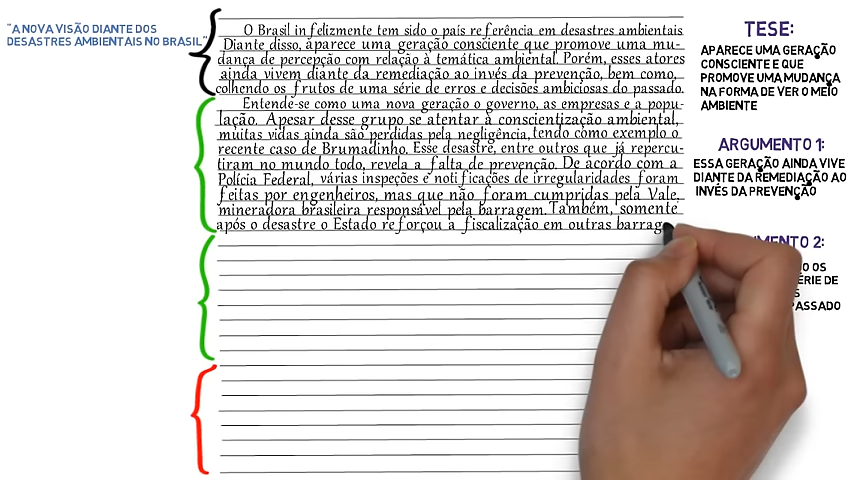 "A NOVA VISÃO DIANTE DOS
DESASTRES AMBIENTAIS NO BRASIL"
O Brasil infelizmente tem sido o país referência em desastres ambientais
Diante disso, aparece uma geração consciente que promove uma mu-
dança de percepção com relação à temática ambiental. Porém, esses atores
ainda vivem diante da remediação ao invés da prevenção, bem como,
colhendo os frutos de uma série de erros e decisões ambiciosas do passado.
Entende-se como uma nova geração o governo, as empresas e a popu-
lação. Apesar desse grupo se atentar à conscientização ambiental,
muitas vidas ainda são perdidas pela negligência, tendo como exemplo o
recente caso de Brumadinho. Esse desastre, entre outros que já repercu-
tiram no mundo todo, revela a falta de prevenção. De acordo com a
Polícia Federal, várias inspeções e notificações de irregularidades foram
feitas por engenheiros, mas que não foram cumpridas pela Vale,
mineradora brasileira responsável pela barragem. Também, somente
após o desastre o Estado reforçou a fiscalização em outras barrag
TESE:
APARECE UMA GERAÇÃO
CONSCIENTE E QUE
PROMOVE UMA MUDANÇA
NA FORMA DE VER O MEIO
AMBIENTE
ARGUMENTO 1:
ESSA GERAÇÃO AINDA VIVE
DIANTE DA REMEDIAÇÃO AO
INVÉS DA PREVENÇÃO
MENTO 2:
O OS
ÉRIE DE
S
PASSADO